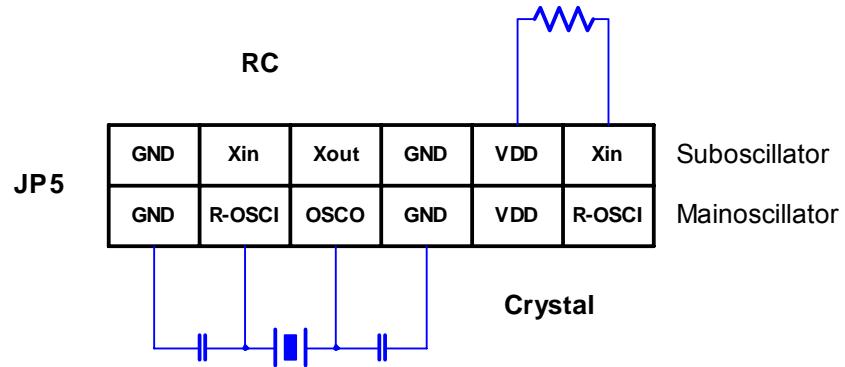 RC
GND Xin Xout GND VDD Xin Suboscillator
JP5
GND R-OSCI OSCO GND VDD R-OSCI Mainoscillator
Crystal